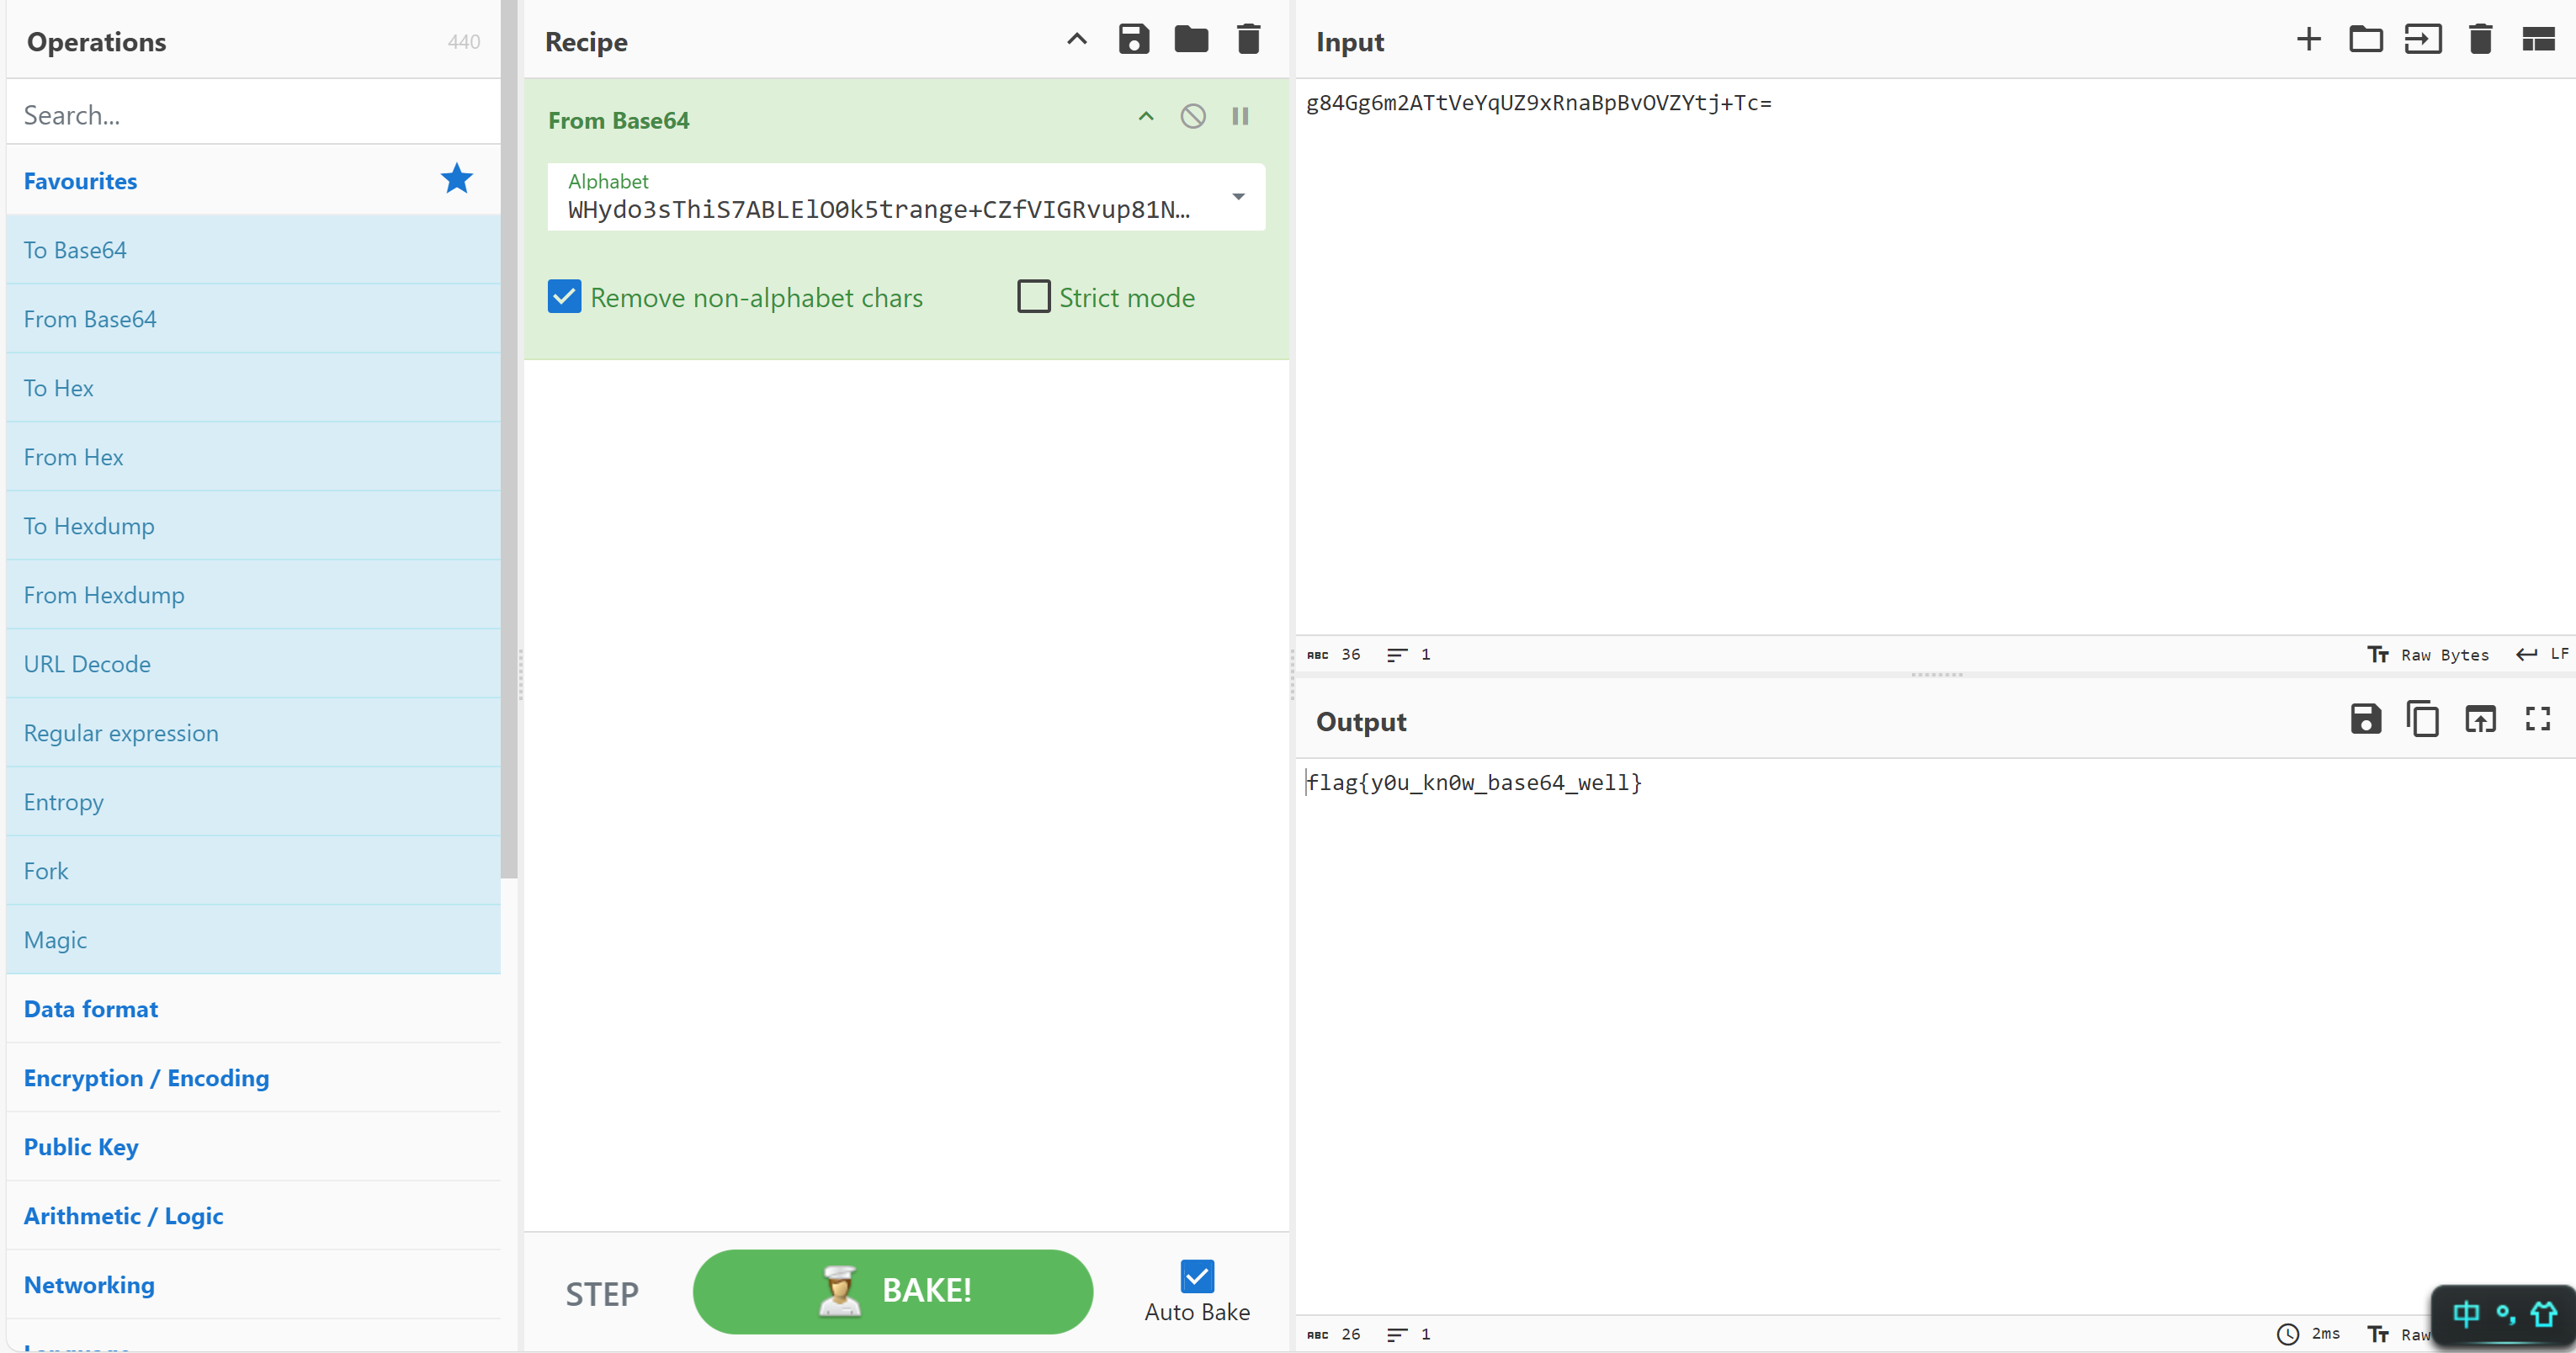 Operations 440
Search...
Favourites
To Base64
From Base64
To Hex
From Hex
To Hexdump
From Hexdump
URL Decode
Regular expression
Entropy
Fork
Magic
Data format
Encryption / Encoding
Public Key
Arithmetic / Logic
Networking
Recipe
From Base64
Alphabet
WHydo3sThiS7ABLElO0k5trange+CZfVIGRvup81N…
Remove non-alphabet chars Strict mode
STEP BAKE! Auto Bake
Input
g84Gg6m2ATtVeYqUZ9xRnaBpBvOVZYtj+Tc=
ABC 36 1 Tт Raw Bytes LF
Output
flag{y0u_kn0w_base64_well}
ABC 26 1 2ms Tт Raw
中 °,